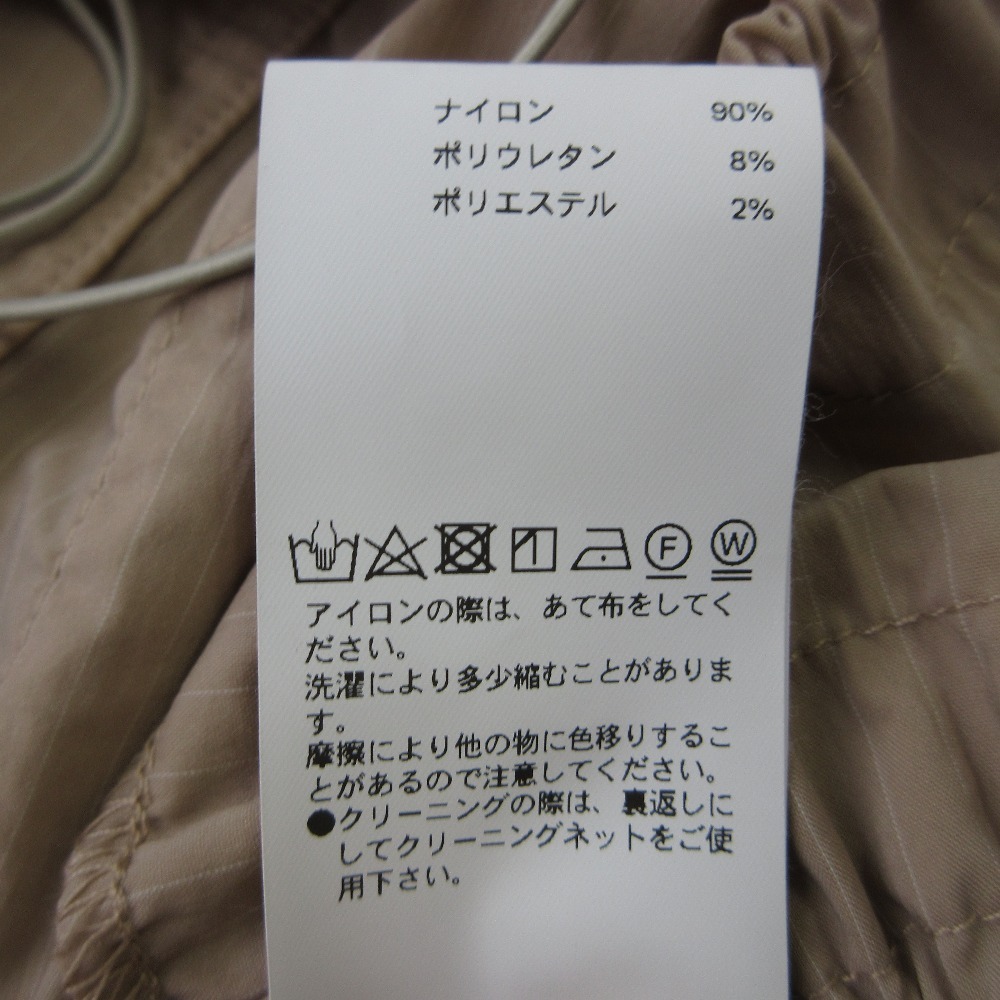 ナイロン 90%
ポリウレタン 8%
ポリエステル 2%
F W
アイロンの際は、あて布をしてく
ださい。
洗濯により多少縮むことがありま
す。
摩擦により他の物に色移りするこ
とがあるので注意してください。
●クリーニングの際は、裏返しに
してクリーニングネットをご使
用下さい。